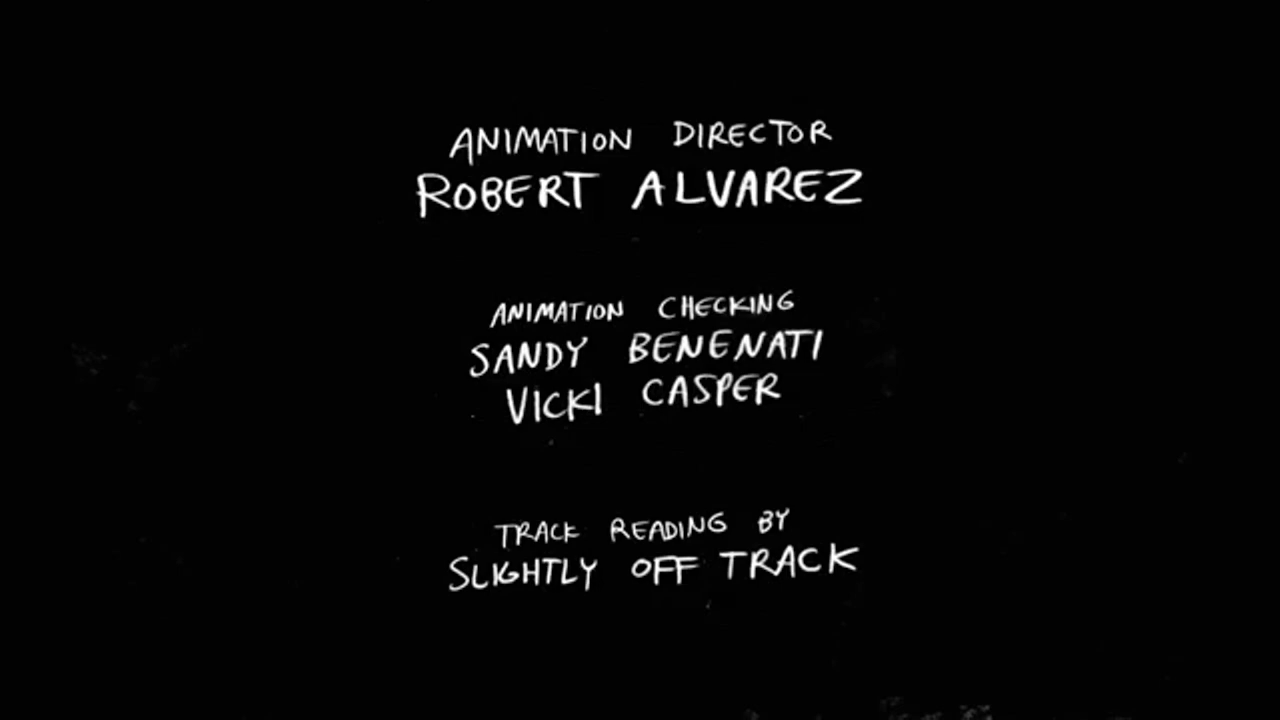 ANIMATION DIRECTOR
ROBERT ALVAREZ
ANIMATION CHECKING
SANDY BENENATI
VICKI CASPER
TRACK READING BY
SLIGHTLY OFF TRACK